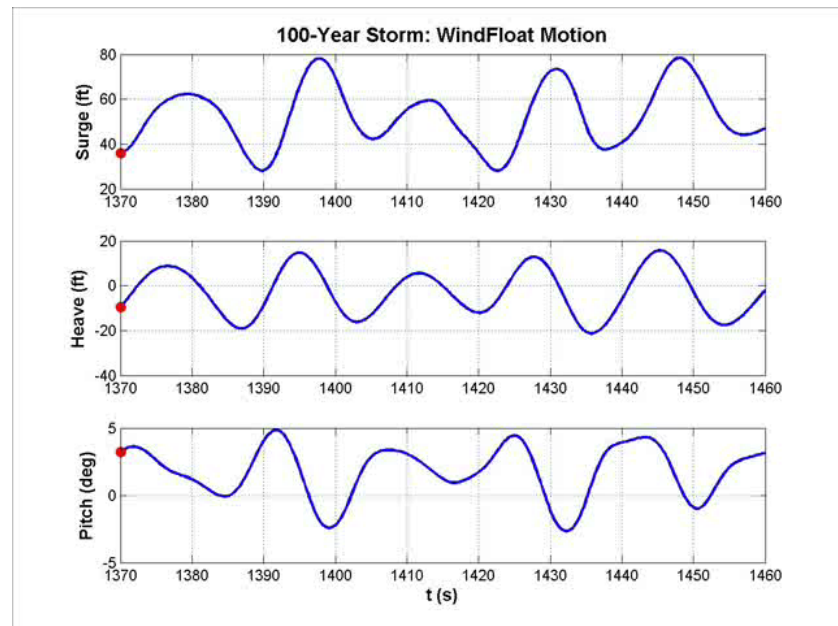 100-Year Storm: WindFloat Motion
Surge (ft)
80
60
40
20
1370 1380 1390 1400 1410 1420 1430 1440 1450 1460
Heave (ft)
20
0
-20
-40
1370 1380 1390 1400 1410 1420 1430 1440 1450 1460
Pitch (deg)
5
0
-5
1370 1380 1390 1400 1410 1420 1430 1440 1450 1460
t (s)